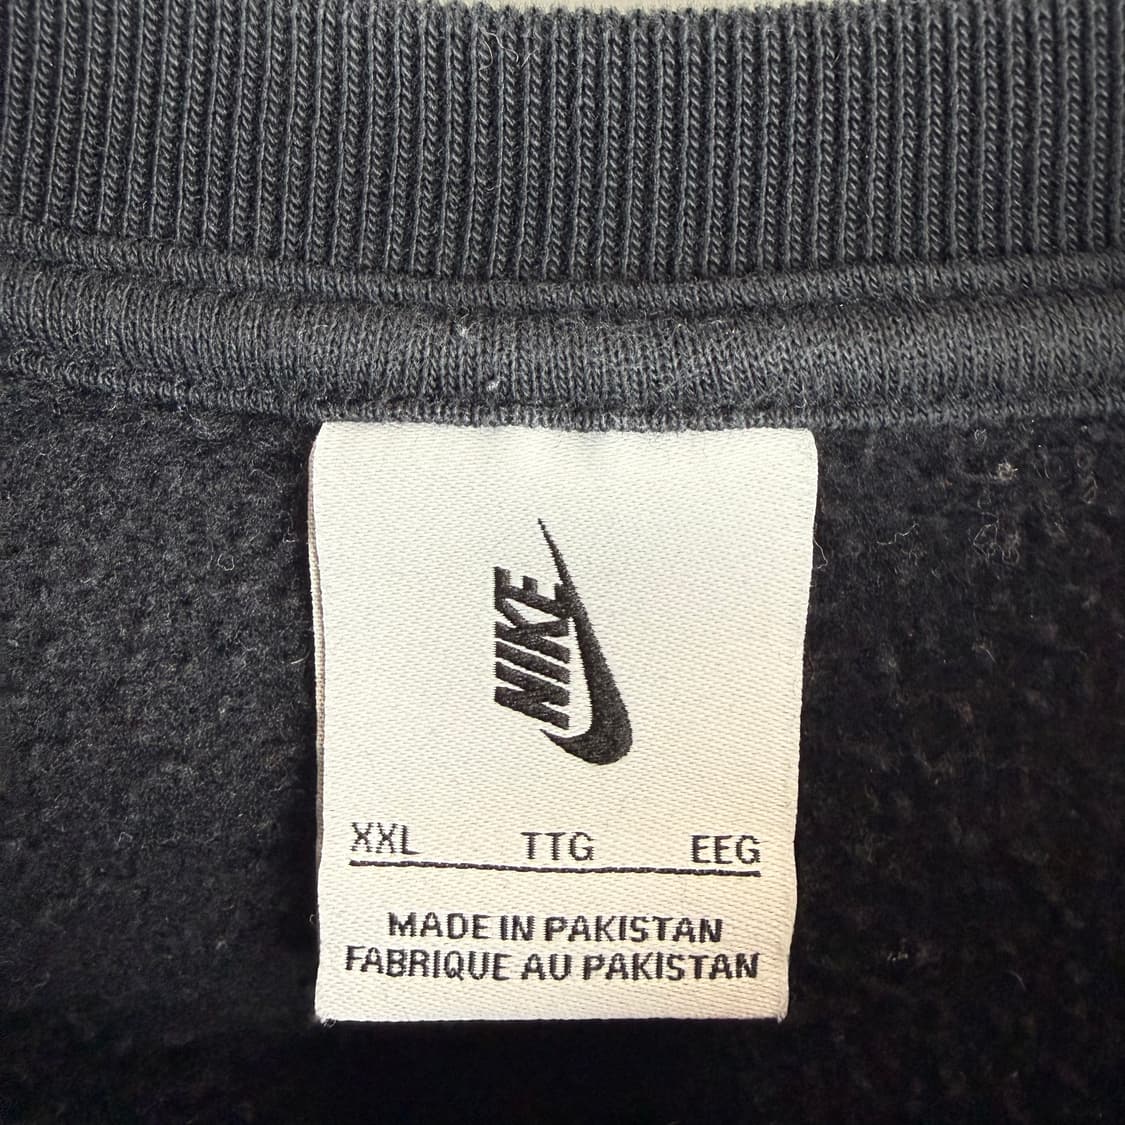 NIKE
XXL TTG EEG
MADE IN PAKISTAN
FABRIQUE AU PAKISTAN